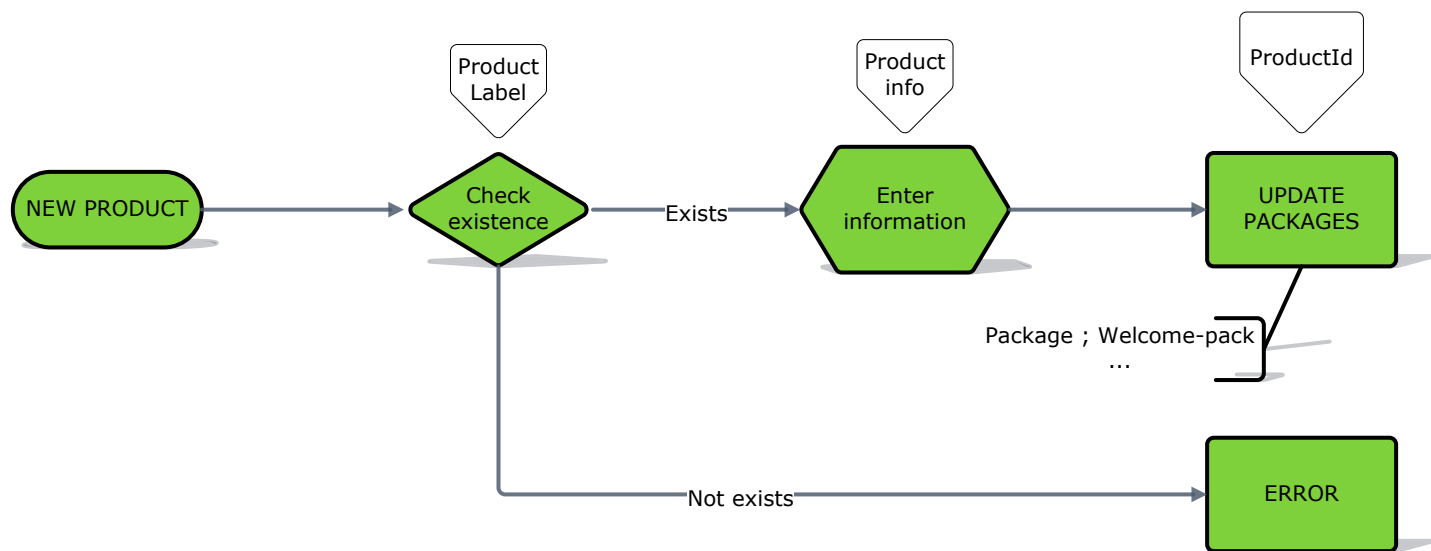 Product
Label
Product
info
ProductId
NEW PRODUCT
Check
existence
Exists
Enter
information
UPDATE
PACKAGES
Package ; Welcome-pack
...
Not exists
ERROR